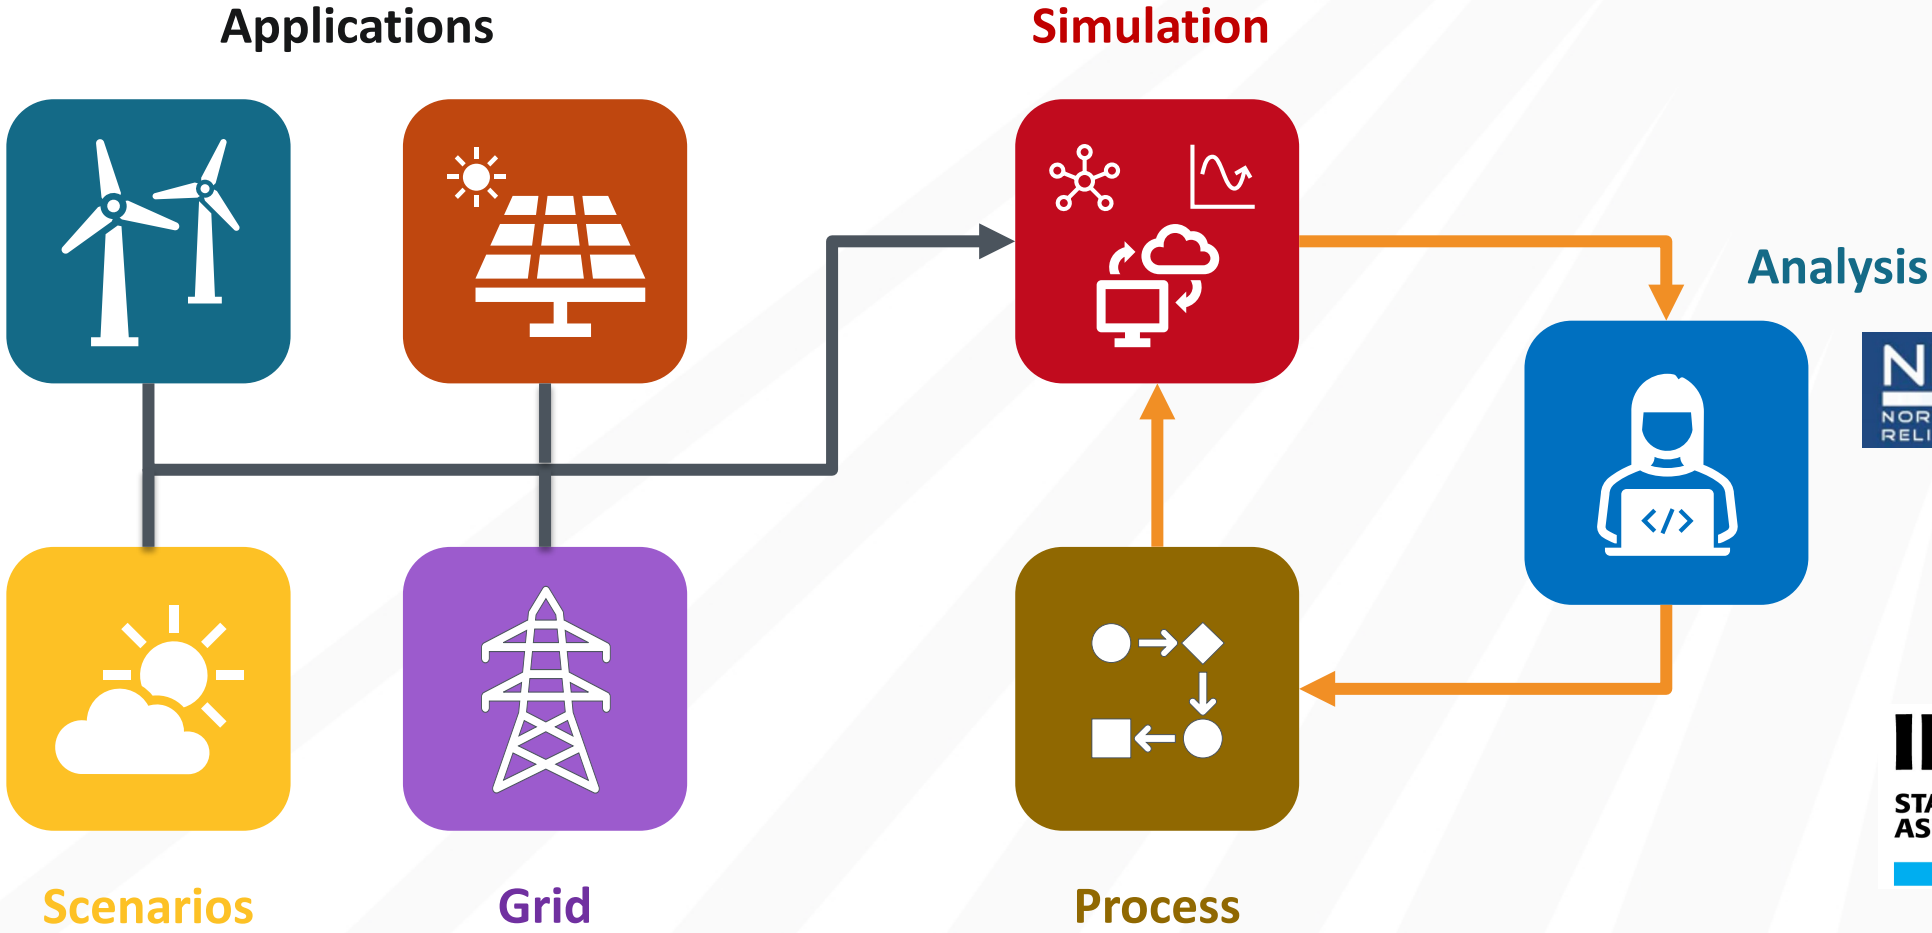 Applications
Simulation
Analysis
</>
Scenarios
Grid
Process